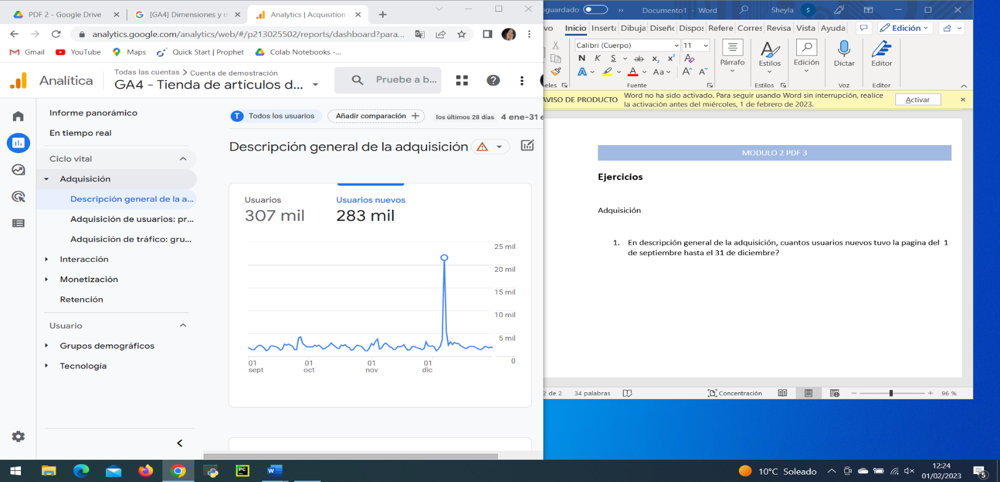 PDF 2 - Google Drive
[GA4] Dimensiones y m
Analytics | Acquisition
analytics.google.com/analytics/web/#/p213025502/reports/dashboard?para...
Gmail
YouTube
Maps
Quick Start | Prophet
Colab Notebooks -...
Analítica
Todas las cuentas > Cuenta de demostración
GA4 - Tienda de artículos d...
Pruebe a b...
Informe panorámico
En tiempo real
Ciclo vital
Adquisición
Descripción general de la a...
Adquisición de usuarios: pr...
Adquisición de tráfico: gru...
Interacción
Monetización
Retención
Usuario
Grupos demográficos
Tecnología
T Todos los usuarios
Añadir comparación +
los últimos 28 días 4 ene-31 e
Descripción general de la adquisición
Usuarios
307 mil
Usuarios nuevos
283 mil
25 mil
20 mil
15 mil
10 mil
5 mil
0
01 sept
01 oct
01 nov
01 dic
oguardado
Documento1 - Word
Sheyla
S
vo Inicio Inserta Dibuja Diseñ Dispos Refere Corres Revisa Vista Ayuda
Edición
Calibri (Cuerpo) 11
N K S ab x₂ x² A
A A Aa A A
Párrafo
Estilos
Edición
Dictar
Editor
eles
Fuente
Estilos
Voz
Editor
AVISO DE PRODUCTO Word no ha sido activado. Para seguir usando Word sin interrupción, realice
la activación antes del miércoles, 1 de febrero de 2023.
Activar
MODULO 2 PDF 3
Ejercicios
Adquisición
1. En descripción general de la adquisición, cuantos usuarios nuevos tuvo la pagina del 1
de septiembre hasta el 31 de diciembre?
2 de 2
34 palabras
Concentración
96 %
PC
W
10°C Soleado
12:24
01/02/2023
5